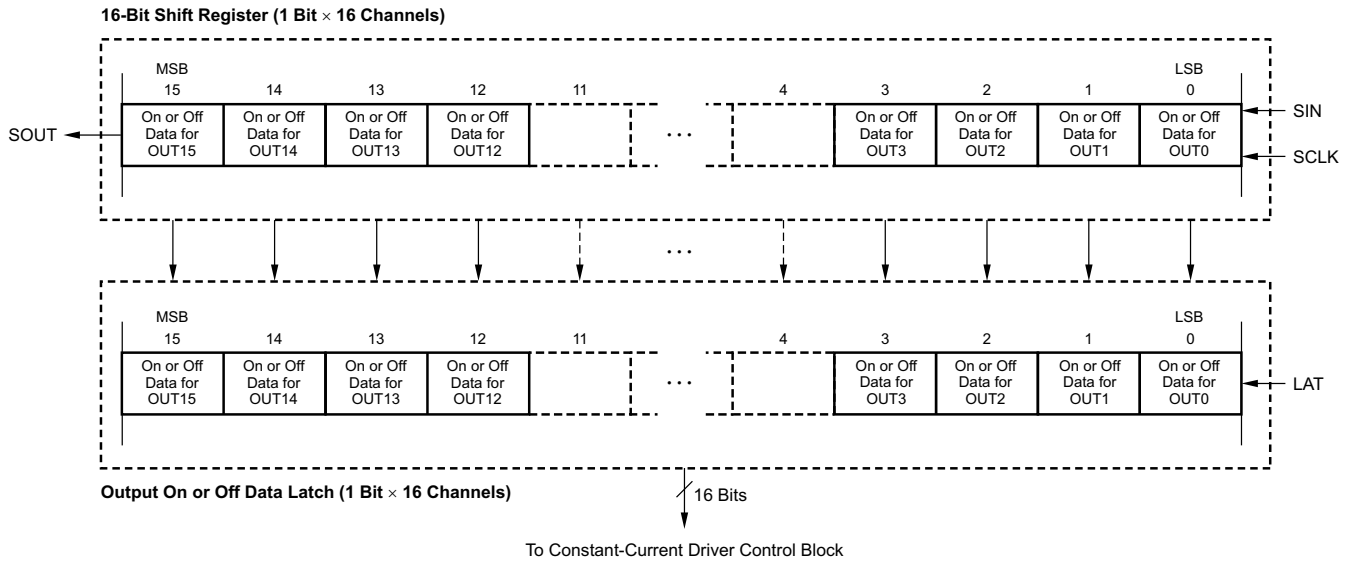 16-Bit Shift Register (1 Bit × 16 Channels)
MSB LSB
15 14 13 12 11 4 3 2 1 0
SOUT
On or Off Data for OUT15
On or Off Data for OUT14
On or Off Data for OUT13
On or Off Data for OUT12
...
On or Off Data for OUT3
On or Off Data for OUT2
On or Off Data for OUT1
On or Off Data for OUT0
SIN
SCLK
...
MSB LSB
15 14 13 12 11 4 3 2 1 0
On or Off Data for OUT15
On or Off Data for OUT14
On or Off Data for OUT13
On or Off Data for OUT12
...
On or Off Data for OUT3
On or Off Data for OUT2
On or Off Data for OUT1
On or Off Data for OUT0
LAT
Output On or Off Data Latch (1 Bit × 16 Channels)
16 Bits
To Constant-Current Driver Control Block